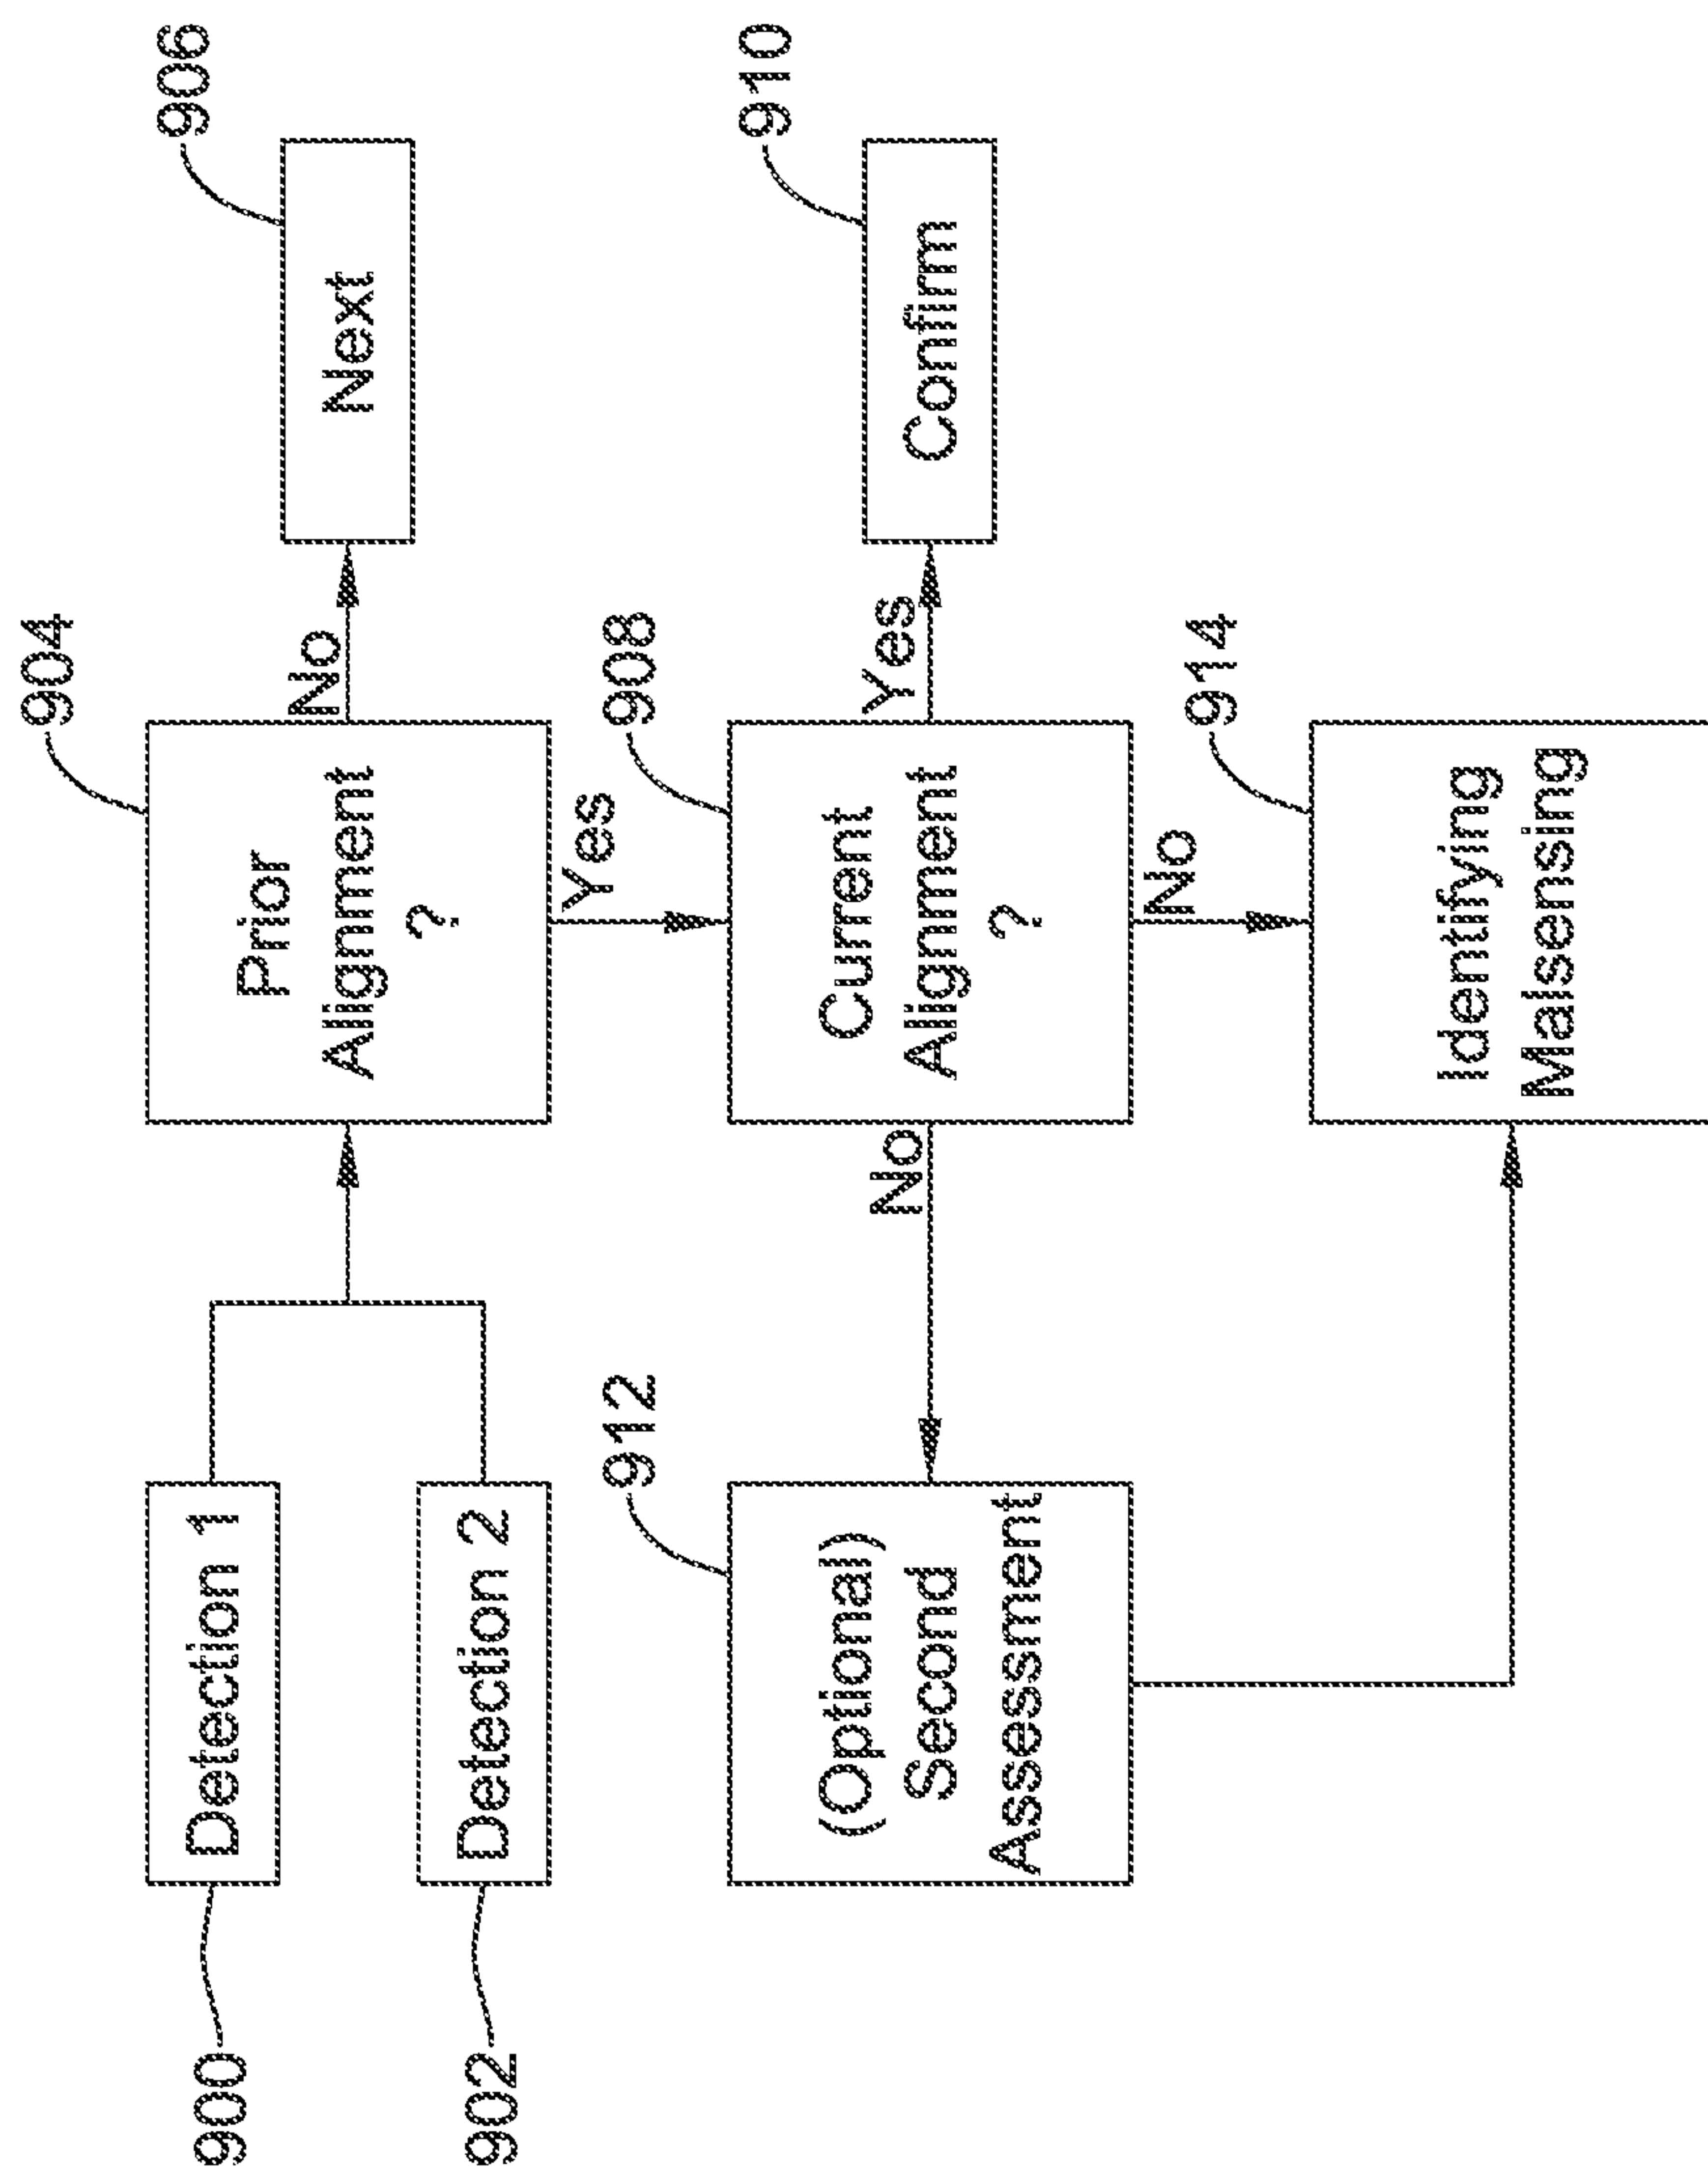 900
Detection 1
902
Detection 2
904
Prior
Alignment
?
No
906
Next
Yes
908
Current
Alignment
?
Yes
910
Confirm
No
912
(Optional)
Second
Assessment
No
914
Identifying
Malsensing